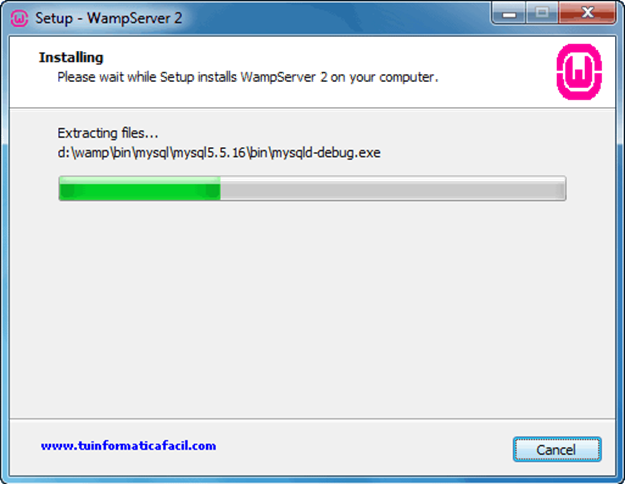 Setup - WampServer 2
Installing
Please wait while Setup installs WampServer 2 on your computer.
Extracting files...
d:\wamp\bin\mysql\mysql5.5.16\bin\mysqld-debug.exe
www.tuinformaticafacil.com
Cancel